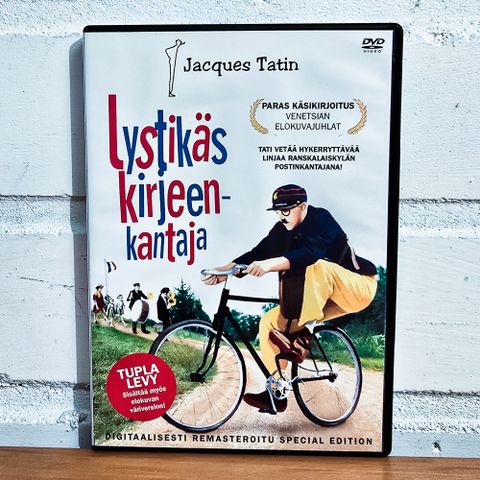 Jacques Tatin
DVD
VIDEO
PARAS KÄSIKIRJOITUS
VENETSIAN
ELOKUVAJUHLAT
TATI VETÄÄ HYKERRYTTÄVÄÄ
LINJAA RANSKALAISKYLÄN
POSTINKANTAJANA!
lystikäs
kirjeen-
kantaja
TUPLA
LEVY
Sisältää myös
elokuvan
väriversion!
DIGITAALISESTI REMASTEROITU SPECIAL EDITION